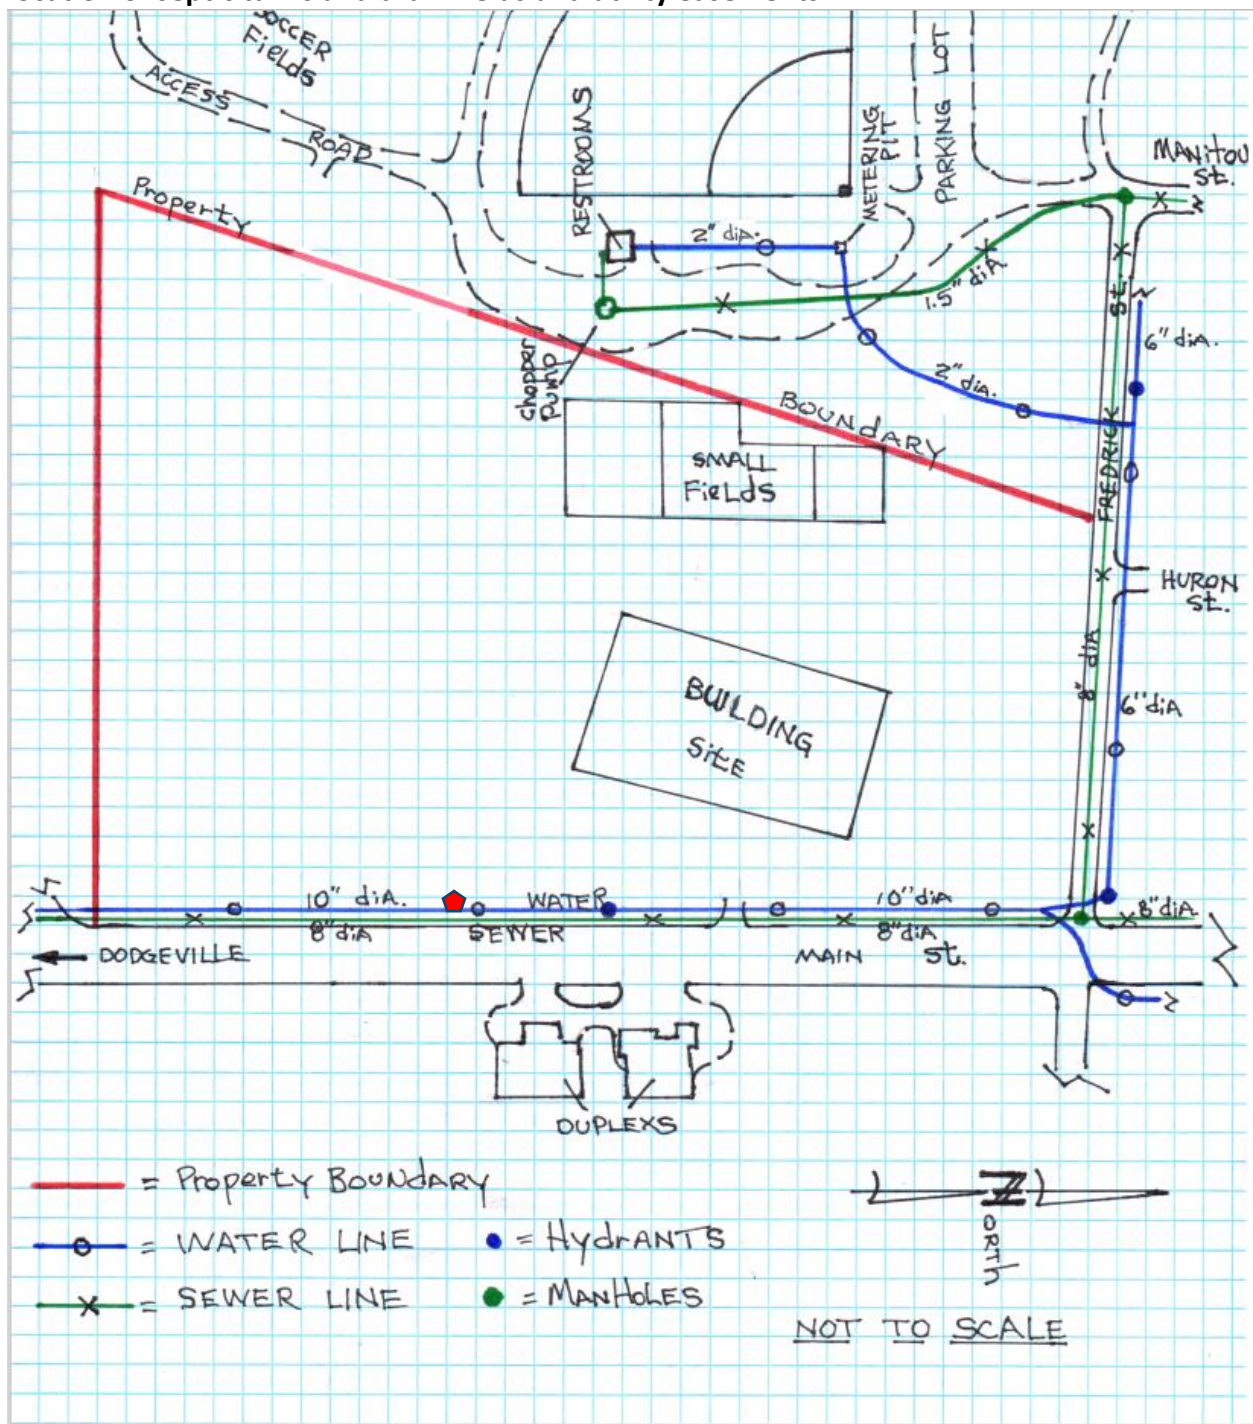 SOCCER
Fields
ACCESS
ROAD
RESTROOMS
METERING
PIT
PARKING LOT
MANITOU
St.
Property
2" diA.
1.5" diA
St.
6" diA.
chopper
pump
2" dia.
BOUNDARY
FREDRICK
SMALL
FieLdS
HURON
St.
8" diA
6" diA
BUILDING
SitE
10" diA.
WATER
10" diA
8" diA
8" diA
SEWER
8" diA
DODGEVILLE
MAIN St.
DUPLEXS
= Property BOUNdARY
= WATER LINE
= HydrANTS
= SEWER LINE
= MANHOLES
NORTH
NOT TO SCALE